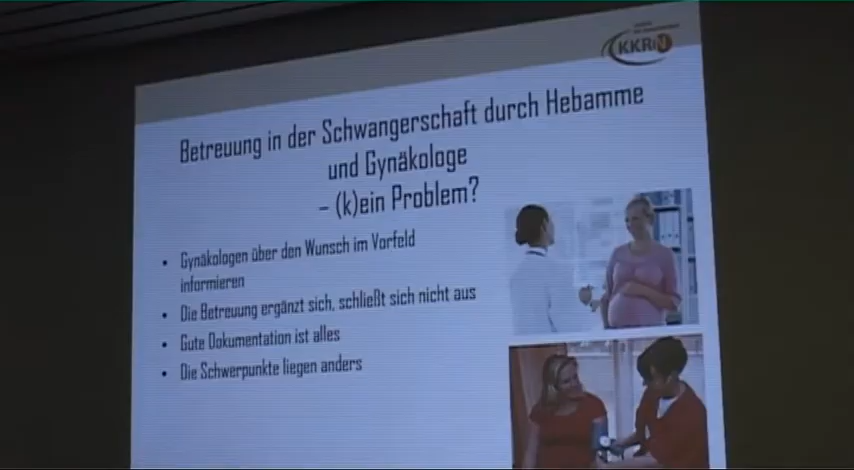 KKRiN
Betreuung in der Schwangerschaft durch Hebamme
und Gynäkologe
– (k)ein Problem?
• Gynäkologen über den Wunsch im Vorfeld
informieren
• Die Betreuung ergänzt sich, schließt sich nicht aus
• Gute Dokumentation ist alles
• Die Schwerpunkte liegen anders